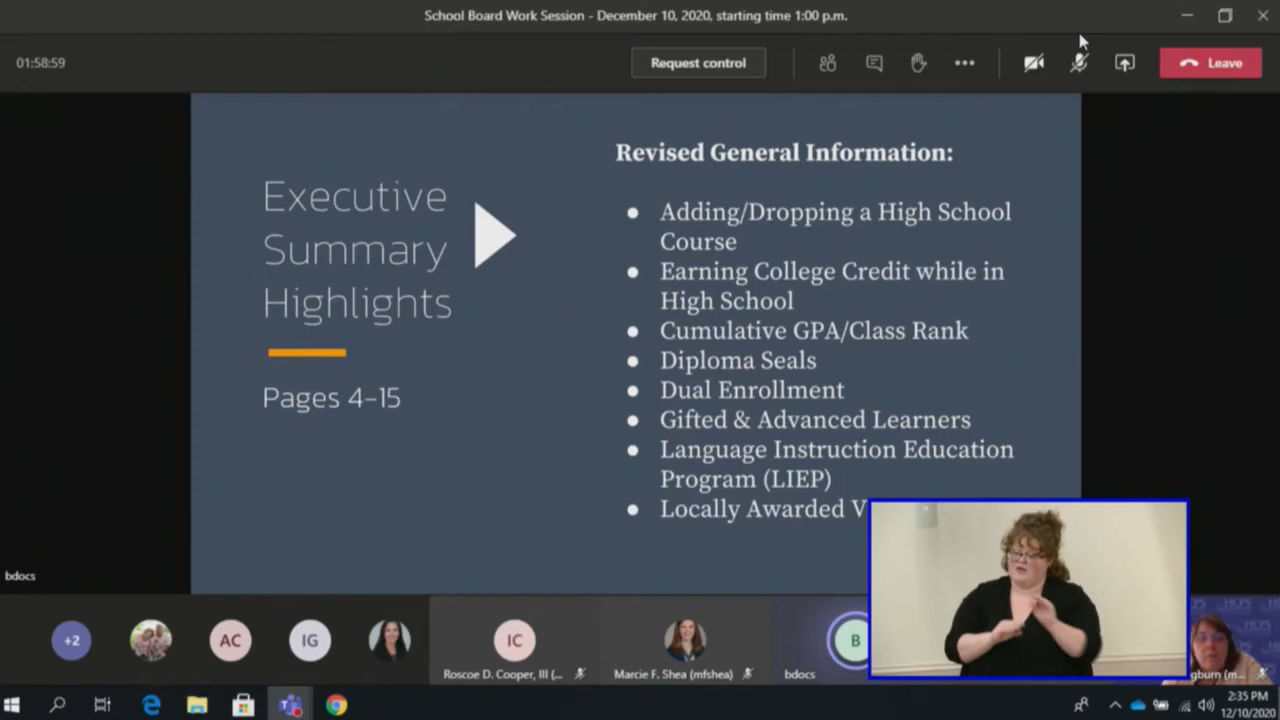 School Board Work Session - December 10, 2020, starting time 1:00 p.m.
01:58:59
Request control
Leave
Executive
Summary
Highlights
Pages 4-15
Revised General Information:
● Adding/Dropping a High School
Course
● Earning College Credit while in
High School
● Cumulative GPA/Class Rank
● Diploma Seals
● Dual Enrollment
● Gifted & Advanced Learners
● Language Instruction Education
Program (LIEP)
● Locally Awarded V
bdocs
+2
AC
IG
IC
Roscoe D. Cooper, III (...
Marcie F. Shea (mfshea)
B
bdocs
HCPS
gburn (m...
2:35 PM
12/10/2020